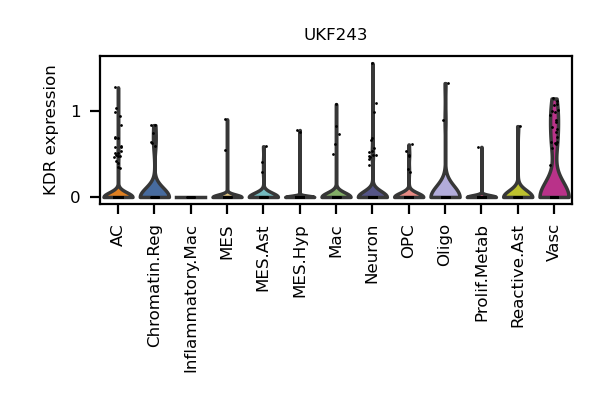 UKF243
KDR expression
1
0
AC
Chromatin.Reg
Inflammatory.Mac
MES
MES.Ast
MES.Hyp
Mac
Neuron
OPC
Oligo
Prolif.Metab
Reactive.Ast
Vasc